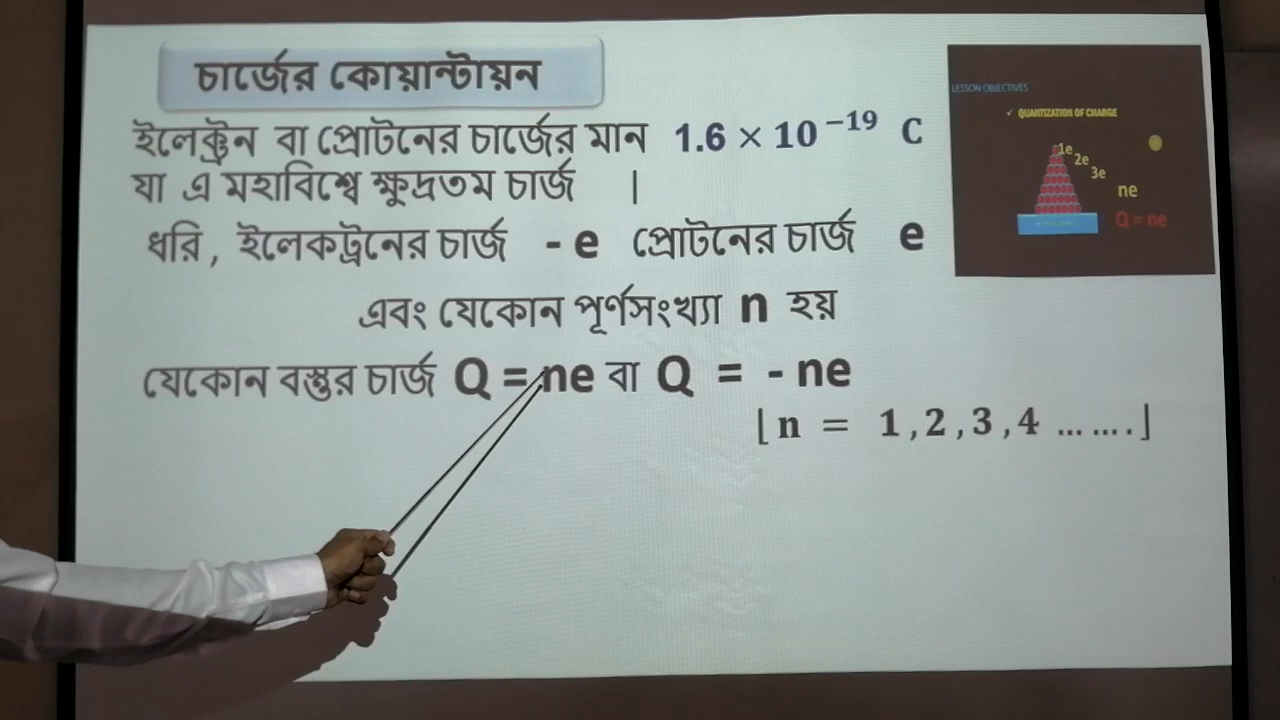 চার্জের কোয়ান্টায়ন
ইলেক্ট্রন বা প্রোটনের চার্জের মান 1.6 × 10⁻¹⁹ C
যা এ মহাবিশ্বে ক্ষুদ্রতম চার্জ |
ধরি , ইলেকট্রনের চার্জ - e প্রোটনের চার্জ e
এবং যেকোন পূর্ণসংখ্যা n হয়
যেকোন বস্তুর চার্জ Q = ne বা Q = - ne
⌊ n = 1 , 2 , 3 , 4 ... ... . ⌋
LESSON OBJECTIVES
✓ QUANTIZATION OF CHARGE
1e
2e
3e
ne
Q = ne